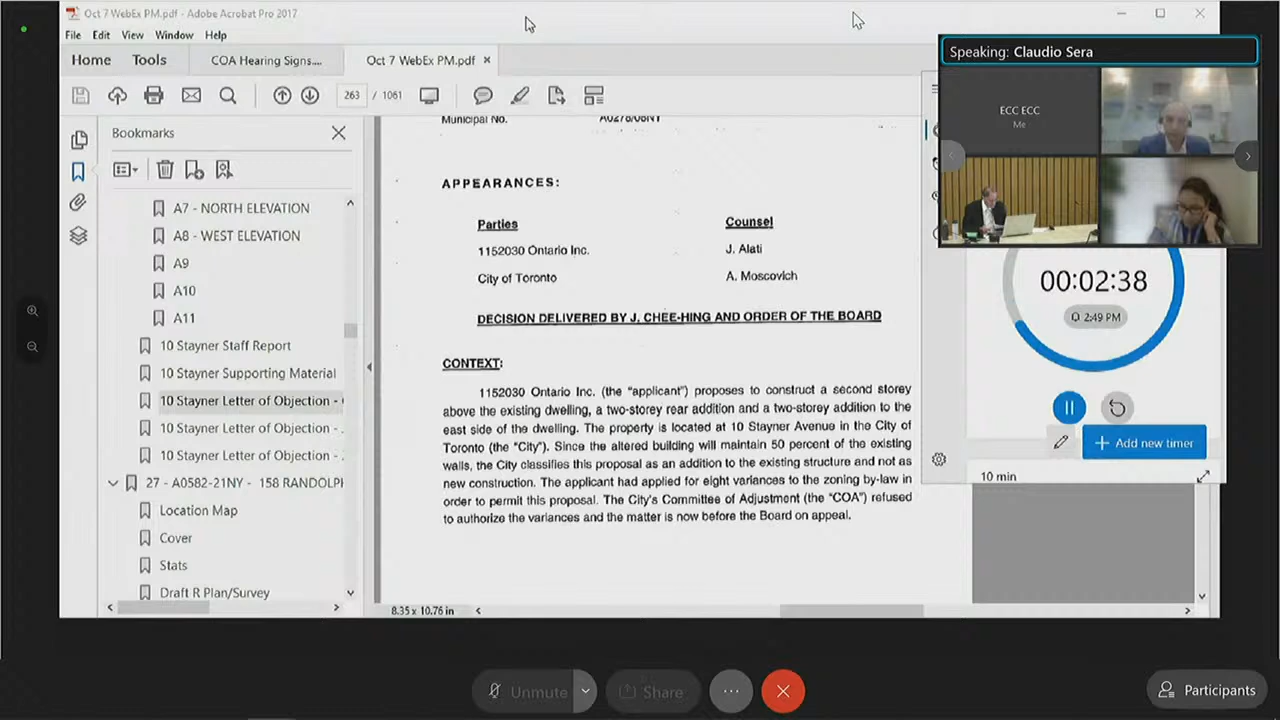 Oct 7 WebEx PM.pdf - Adobe Acrobat Pro 2017
File Edit View Window Help
Home Tools COA Hearing Signs.... Oct 7 WebEx PM.pdf ×
263 / 1061
Speaking: Claudio Sera
ECC ECC
Me
Bookmarks
A7 - NORTH ELEVATION
A8 - WEST ELEVATION
A9
A10
A11
10 Stayner Staff Report
10 Stayner Supporting Material
10 Stayner Letter of Objection -
10 Stayner Letter of Objection -
10 Stayner Letter of Objection -
27 - A0582-21NY - 158 RANDOLPH
Location Map
Cover
Stats
Draft R Plan/Survey
Municipal No. A0278/08NY
APPEARANCES:
Parties Counsel
1152030 Ontario Inc. J. Alati
City of Toronto A. Moscovich
DECISION DELIVERED BY J. CHEE-HING AND ORDER OF THE BOARD
CONTEXT:
1152030 Ontario Inc. (the "applicant") proposes to construct a second storey
above the existing dwelling, a two-storey rear addition and a two-storey addition to the
east side of the dwelling. The property is located at 10 Stayner Avenue in the City of
Toronto (the "City"). Since the altered building will maintain 50 percent of the existing
walls, the City classifies this proposal as an addition to the existing structure and not as
new construction. The applicant had applied for eight variances to the zoning by-law in
order to permit this proposal. The City's Committee of Adjustment (the "COA") refused
to authorize the variances and the matter is now before the Board on appeal.
8.35 x 10.76 in
00:02:38
2:49 PM
Add new timer
10 min
Unmute
Share
Participants